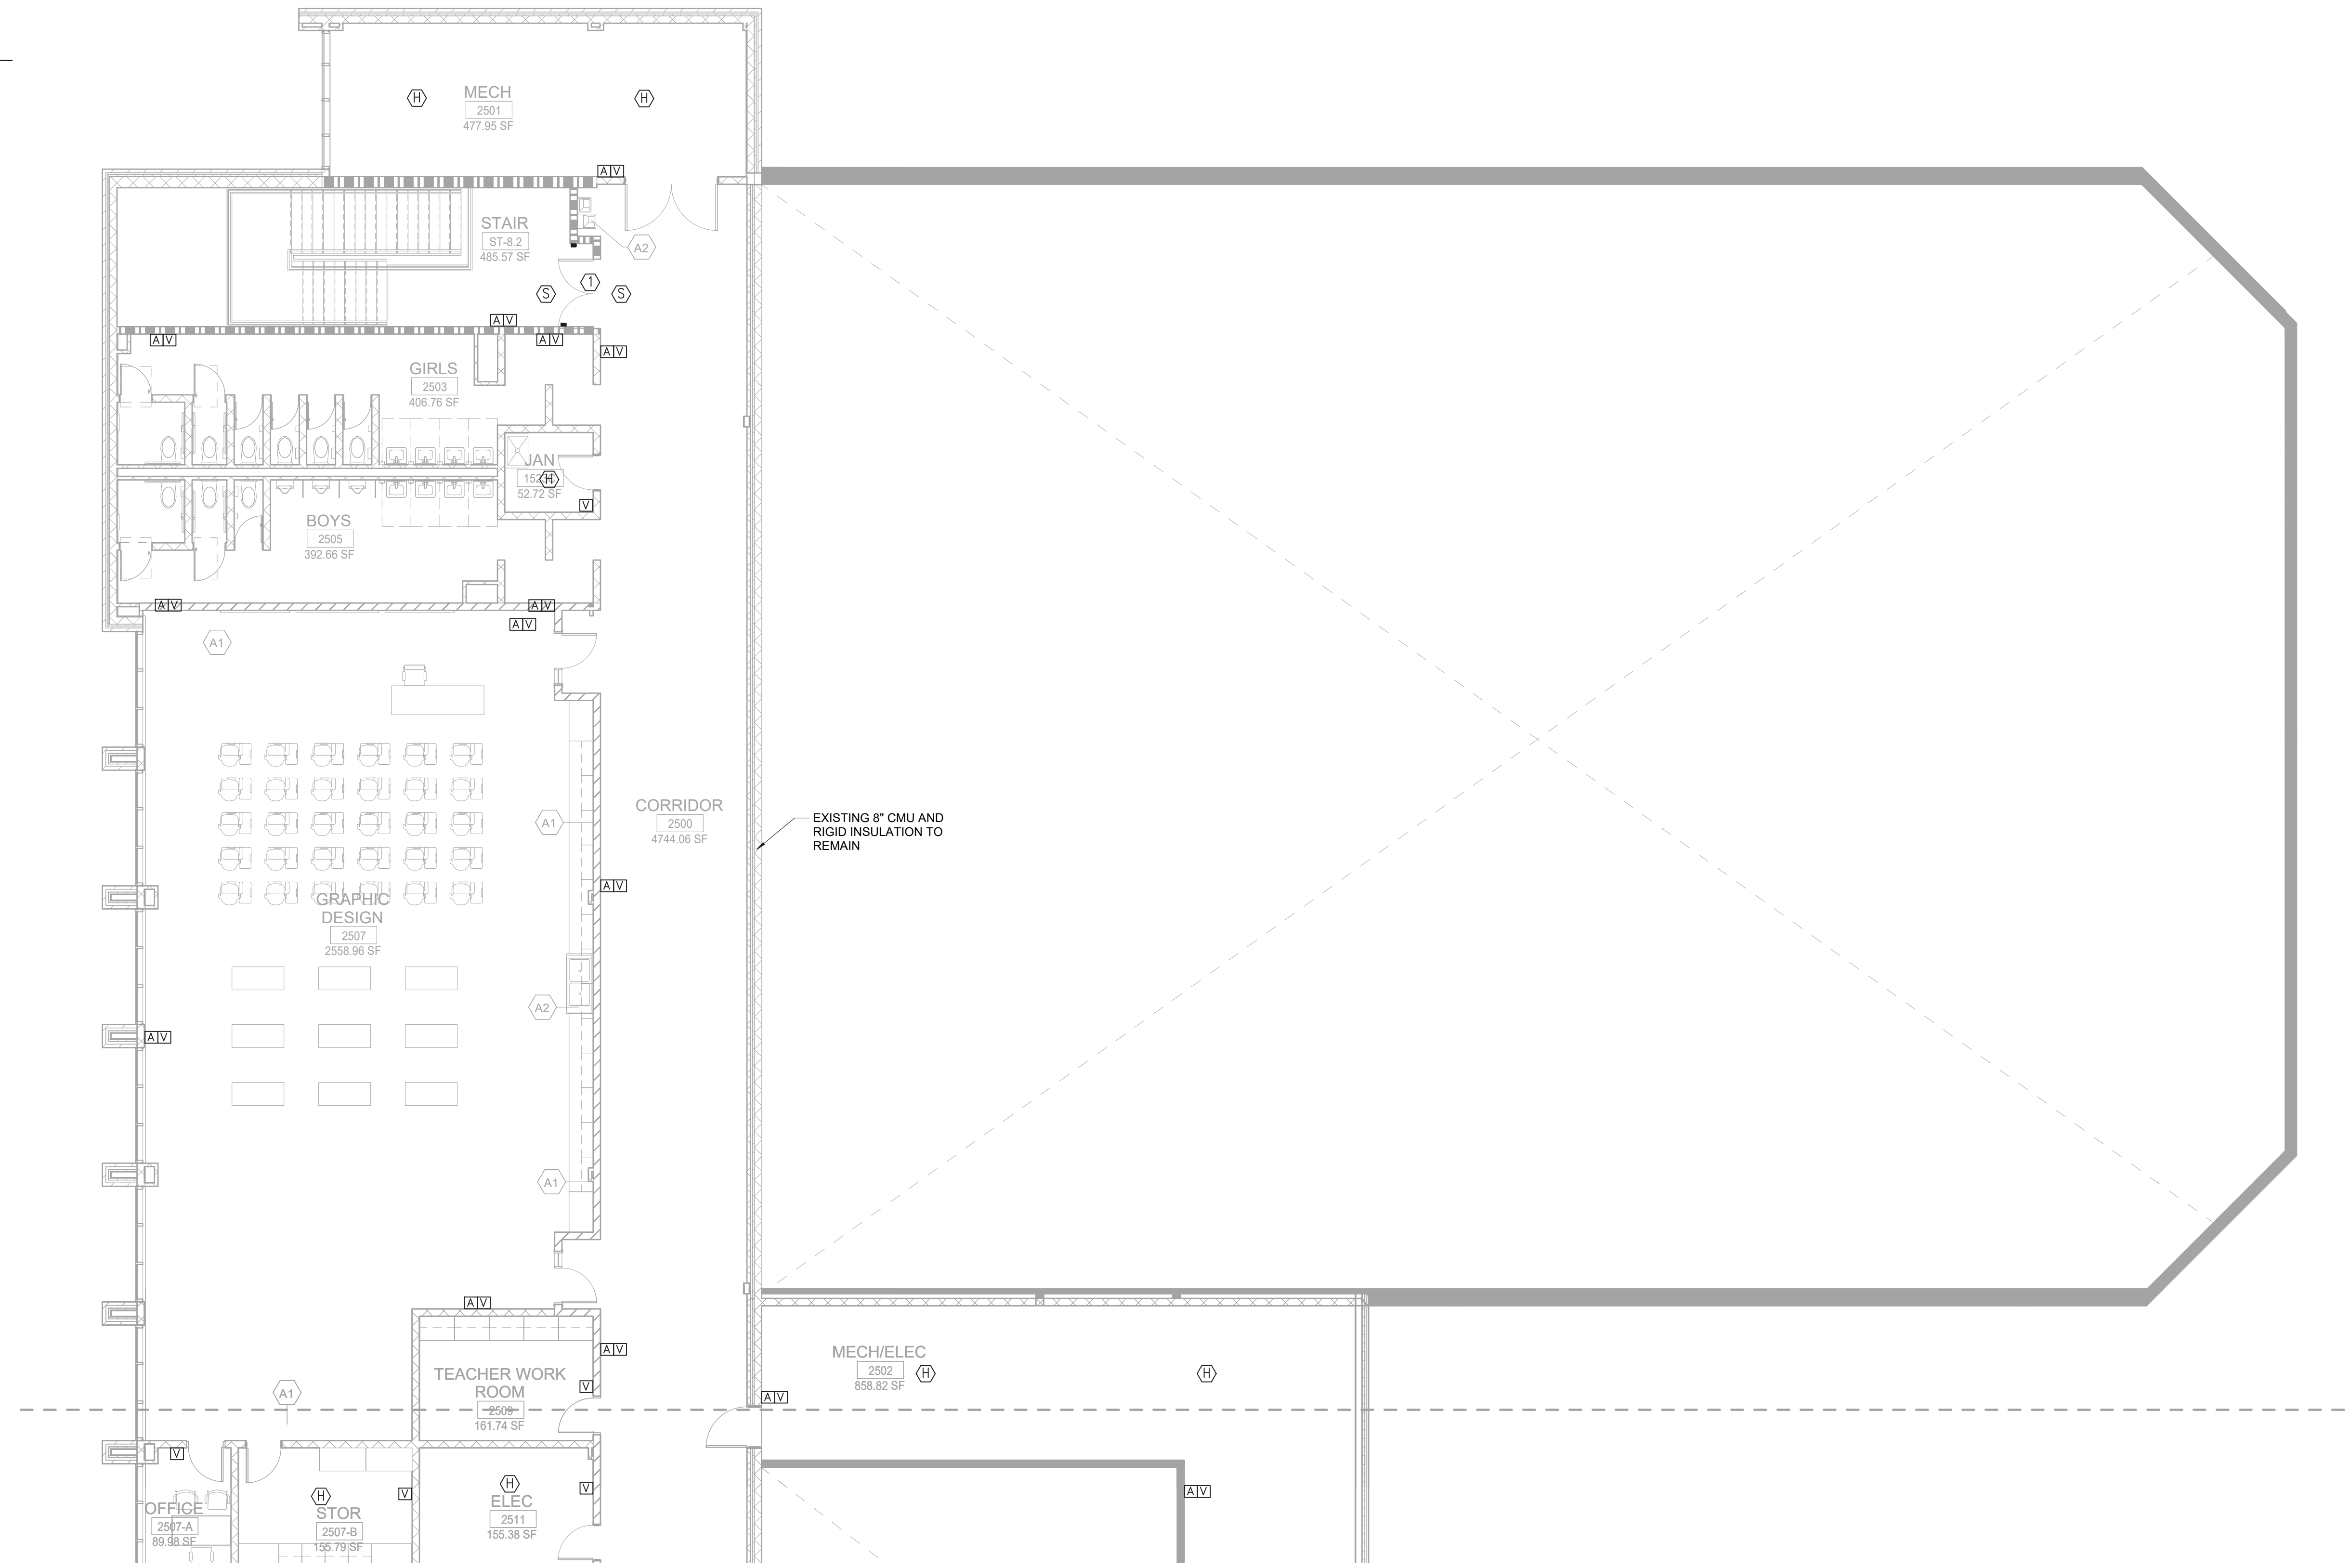 MECH
2501
477.95 SF
H
H
A V
STAIR
ST-8.2
485.57 SF
A2
1
S
S
A V
A V
A V
A V
GIRLS
2503
406.76 SF
JAN
H
52.72 SF
V
BOYS
2505
392.66 SF
A V
A V
A V
A1
CORRIDOR
2500
4744.06 SF
EXISTING 8" CMU AND
RIGID INSULATION TO
REMAIN
A1
A V
GRAPHIC
DESIGN
2507
2558.96 SF
A2
A V
A1
A V
A V
MECH/ELEC
2502
858.82 SF
H
H
A V
TEACHER WORK
ROOM
2509
161.74 SF
V
A1
V
H
V
OFFICE
2507-A
89.98 SF
H
STOR
2507-B
155.79 SF
V
ELEC
2511
155.38 SF
A V